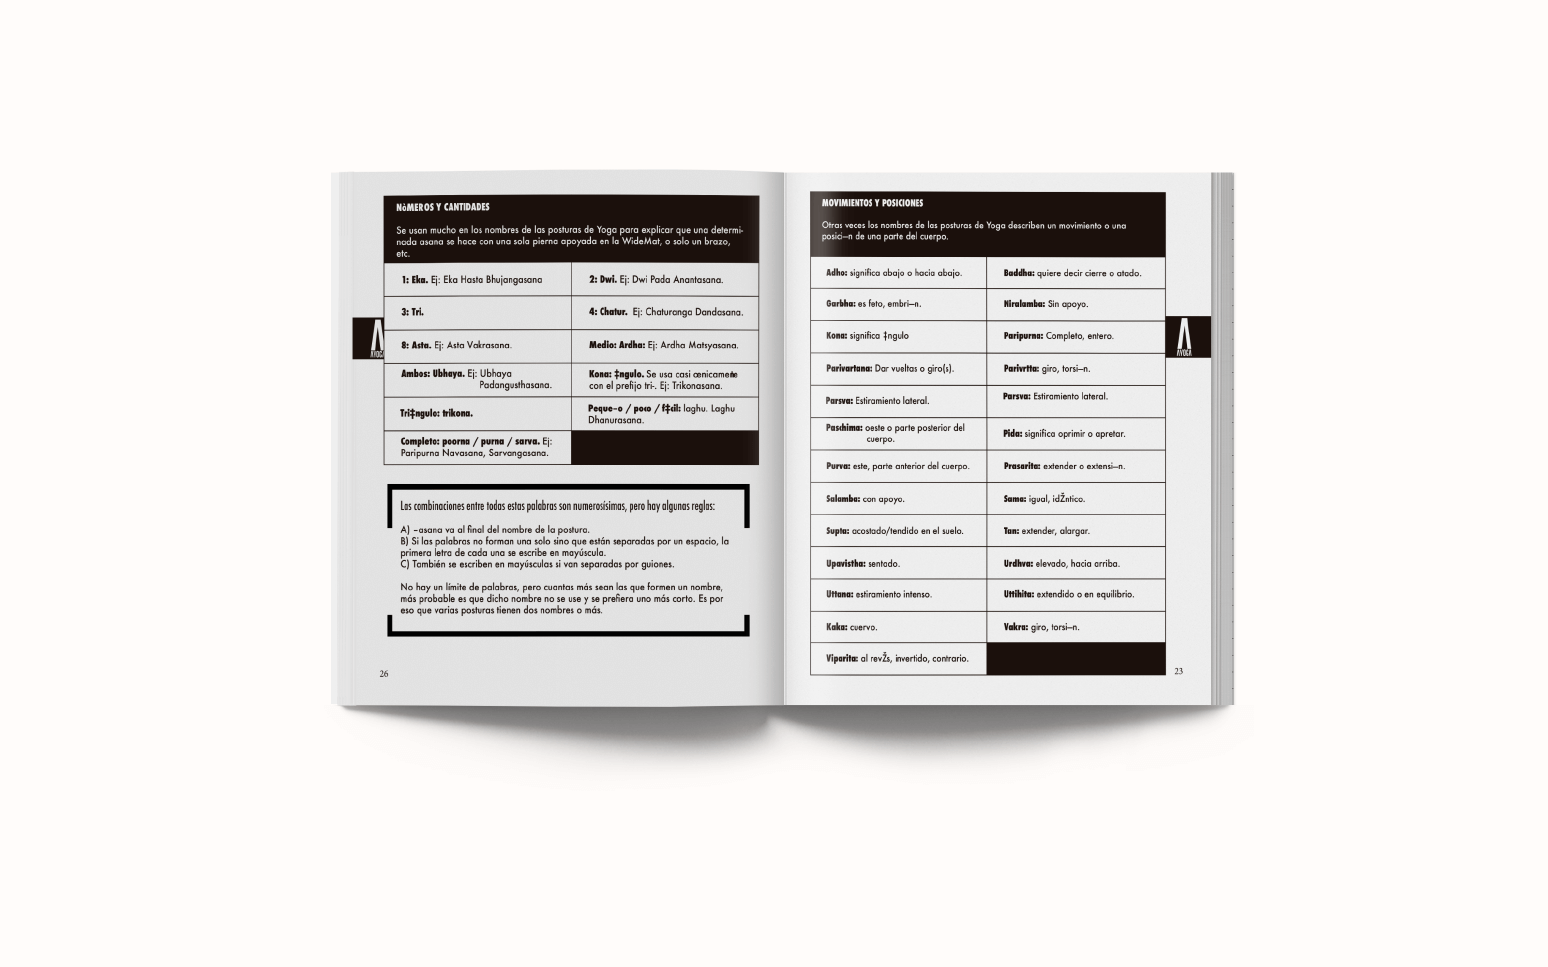 NòMEROS Y CANTIDADES
Se usan mucho en los nombres de las posturas de Yoga para explicar que una determi-
nada asana se hace con una sola pierna apoyada en la WideMat, o solo un brazo,
etc.
1: Eka. Ej: Eka Hasta Bhujangasana
2: Dwi. Ej: Dwi Pada Anantasana.
3: Tri.
4: Chatur. Ej: Chaturanga Dandasana.
8: Asta. Ej: Asta Vakrasana.
Medio: Ardha: Ej: Ardha Matsyasana.
Ambos: Ubhaya. Ej: Ubhaya
Padangusthasana.
Kona: ‡ngulo. Se usa casi œnicamente
con el prefijo tri-. Ej: Trikonasana.
Tri‡ngulo: trikona.
Peque–o / poco / f‡cil: laghu. Laghu
Dhanurasana.
Completo: poorna / purna / sarva. Ej:
Paripurna Navasana, Sarvangasana.
Las combinaciones entre todas estas palabras son numerosísimas, pero hay algunas reglas:
A) –asana va al final del nombre de la postura.
B) Si las palabras no forman una solo sino que están separadas por un espacio, la
primera letra de cada una se escribe en mayúscula.
C) También se escriben en mayúsculas si van separadas por guiones.
No hay un límite de palabras, pero cuantas más sean las que formen un nombre,
más probable es que dicho nombre no se use y se prefiera uno más corto. Es por
eso que varias posturas tienen dos nombres o más.
26
AYOGA
MOVIMIENTOS Y POSICIONES
Otras veces los nombres de las posturas de Yoga describen un movimiento o una
posici—n de una parte del cuerpo.
Adho: significa abajo o hacia abajo.
Baddha: quiere decir cierre o atado.
Garbha: es feto, embri—n.
Niralamba: Sin apoyo.
Kona: significa ‡ngulo
Paripurna: Completo, entero.
Parivartana: Dar vueltas o giro(s).
Parivrtta: giro, torsi—n.
Parsva: Estiramiento lateral.
Parsva: Estiramiento lateral.
Paschima: oeste o parte posterior del
cuerpo.
Pida: significa oprimir o apretar.
Purva: este, parte anterior del cuerpo.
Prasarita: extender o extensi—n.
Salamba: con apoyo.
Sama: igual, idŽntico.
Supta: acostado/tendido en el suelo.
Tan: extender, alargar.
Upavistha: sentado.
Urdhva: elevado, hacia arriba.
Uttana: estiramiento intenso.
Uttihita: extendido o en equilibrio.
Kaka: cuervo.
Vakra: giro, torsi—n.
Viparita: al revŽs, invertido, contrario.
23
AYOGA